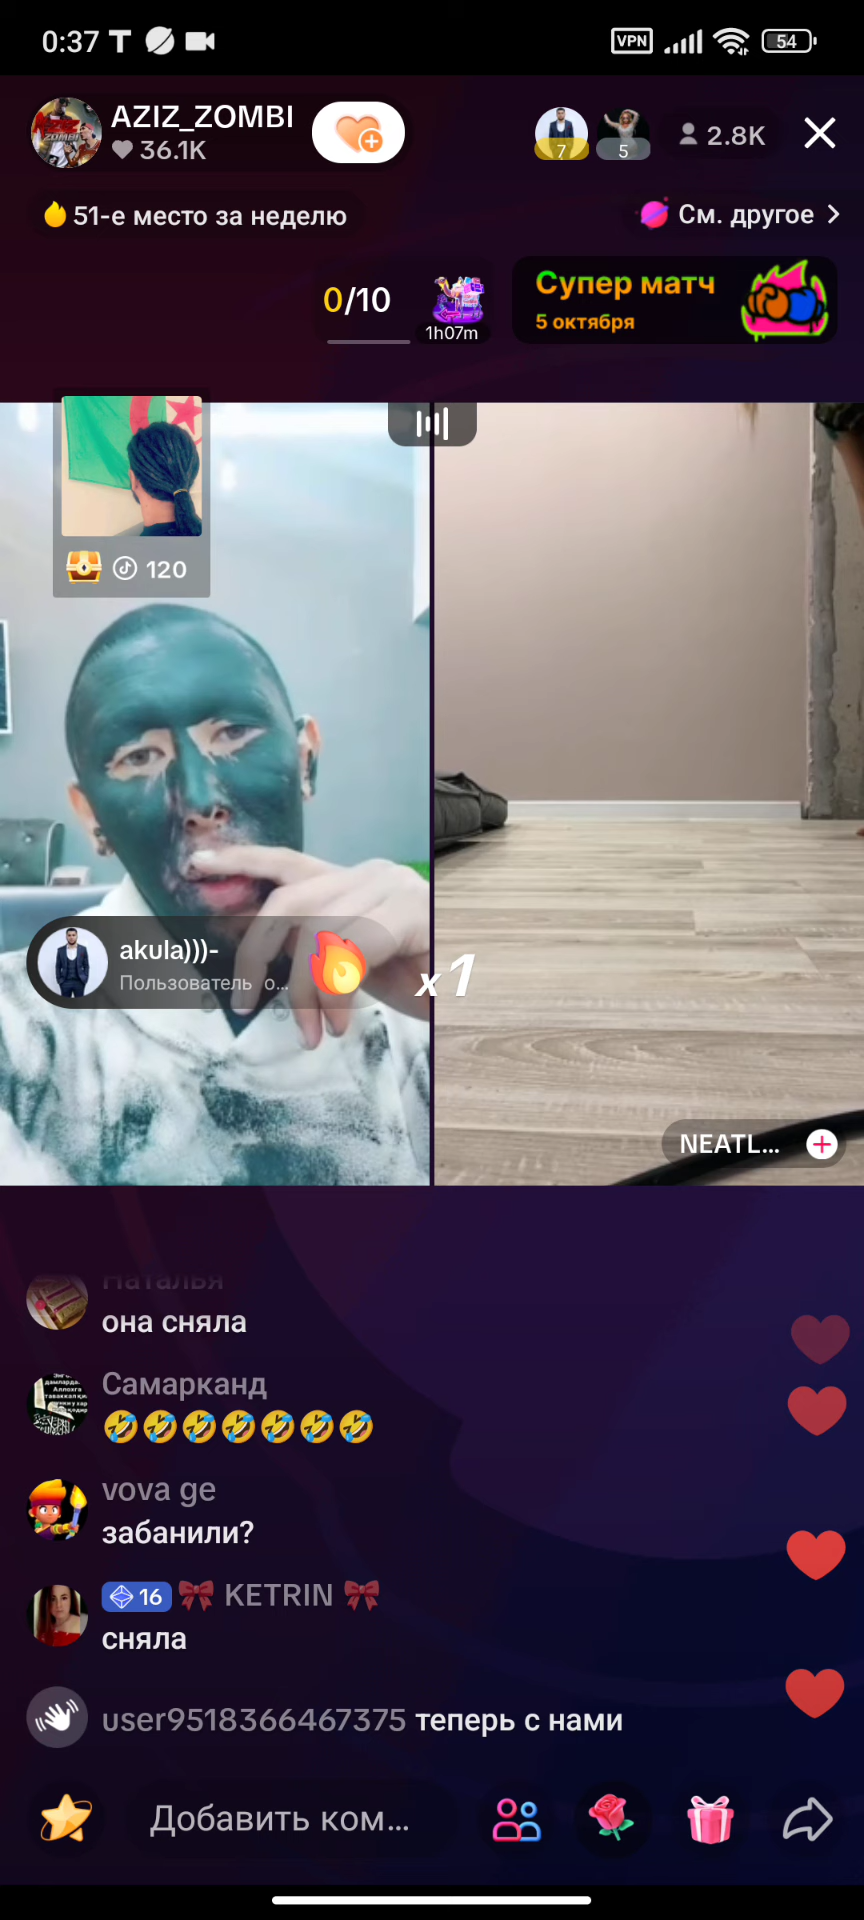 0:37
VPN
54
AZIZ_ZOMBI
36.1K
7
5
2.8K
51-е место за неделю
См. другое
0/10
1h07m
Супер матч
5 октября
120
akula)))-
Пользователь о...
x1
NEATL...
Наталья
она сняла
Самарканд
vova ge
забанили?
16 KETRIN
сняла
user9518366467375 теперь с нами
Добавить ком...